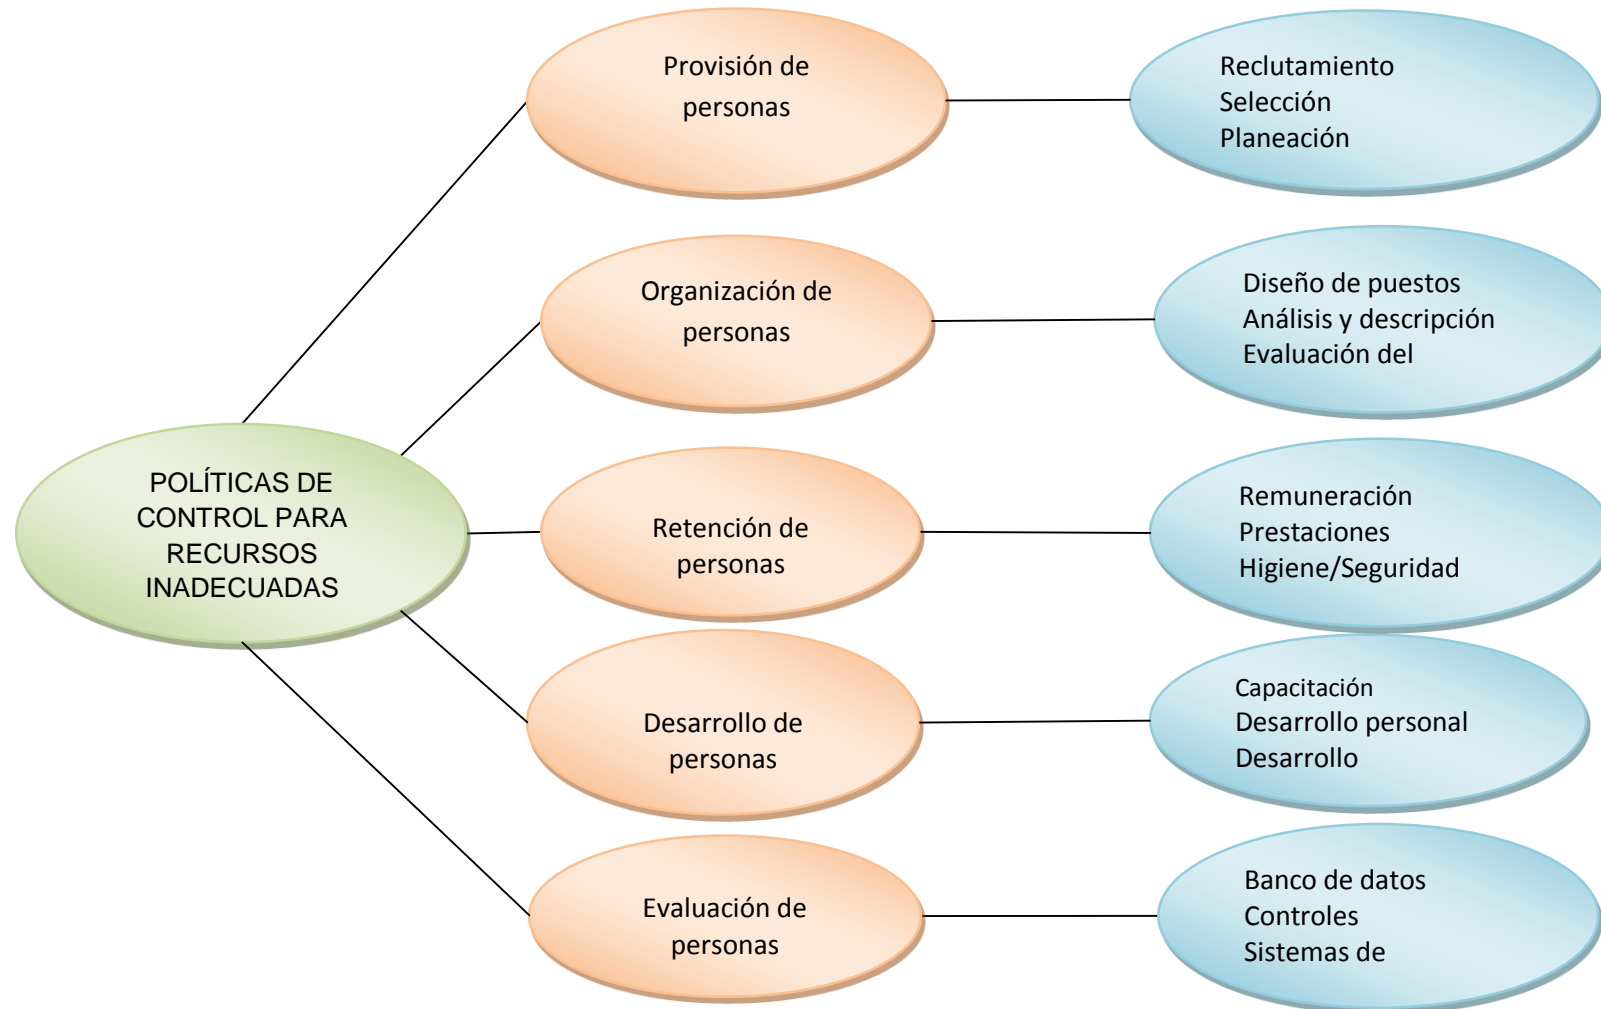 Provisión de
personas
Reclutamiento
Selección
Planeación
Organización de
personas
Diseño de puestos
Análisis y descripción
Evaluación del
POLÍTICAS DE
CONTROL PARA
RECURSOS
INADECUADAS
Retención de
personas
Remuneración
Prestaciones
Higiene/Seguridad
Desarrollo de
personas
Capacitación
Desarrollo personal
Desarrollo
Evaluación de
personas
Banco de datos
Controles
Sistemas de